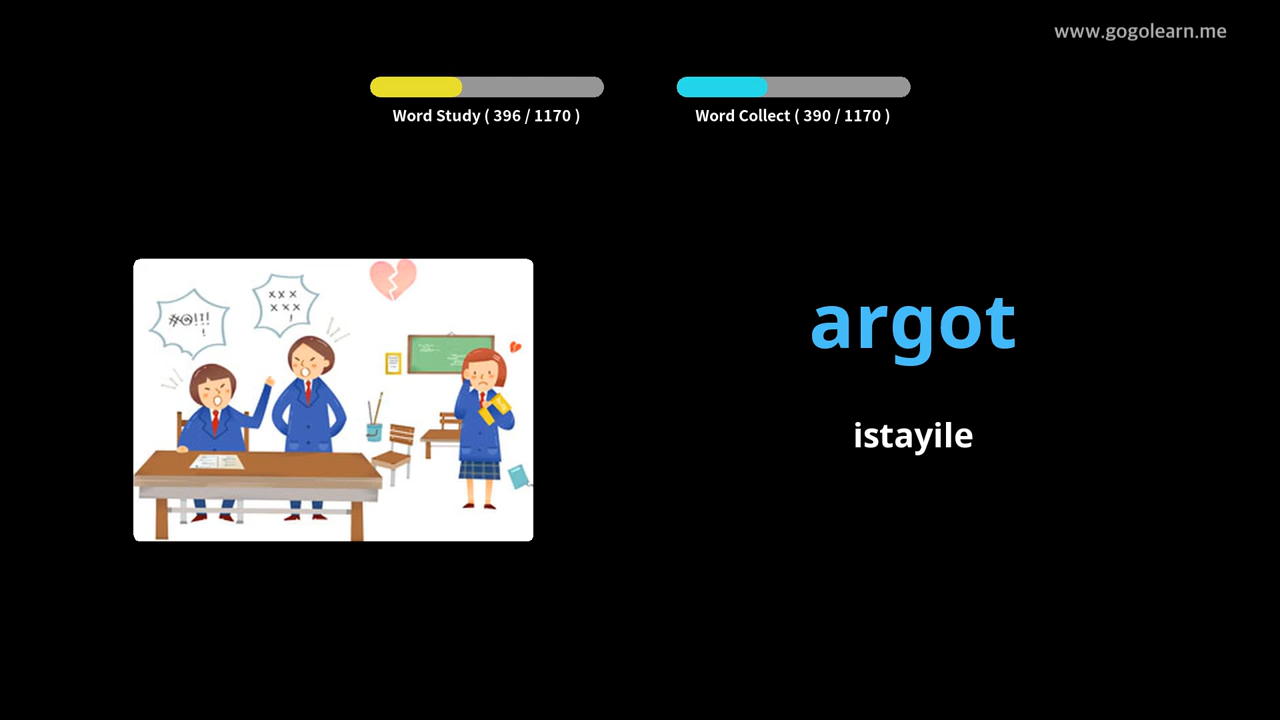 www.gogolearn.me
Word Study ( 396 / 1170 )
Word Collect ( 390 / 1170 )
#@!!!
!
x x x
x x x
!
argot
istayile